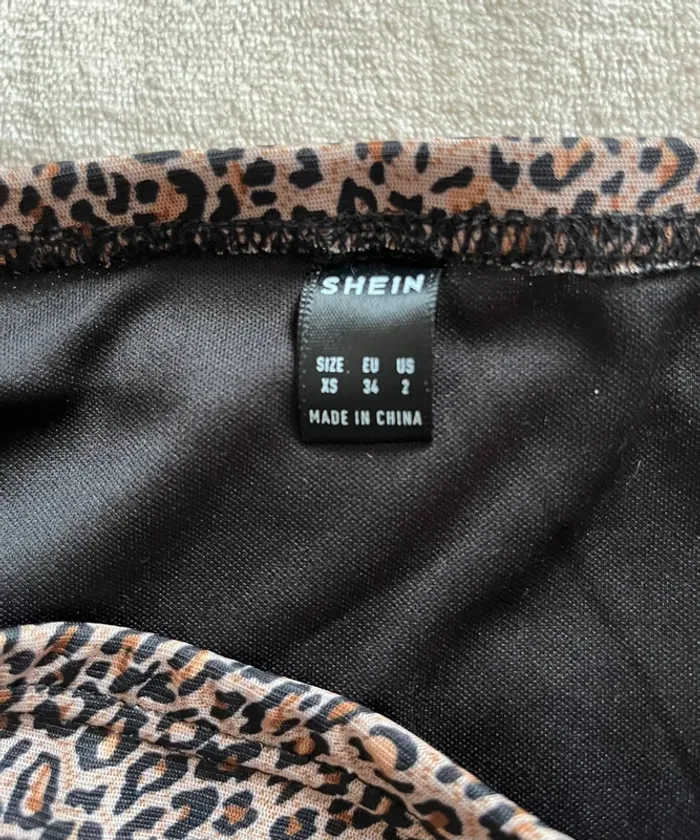 SHEIN
SIZE EU US
XS 34 2
MADE IN CHINA